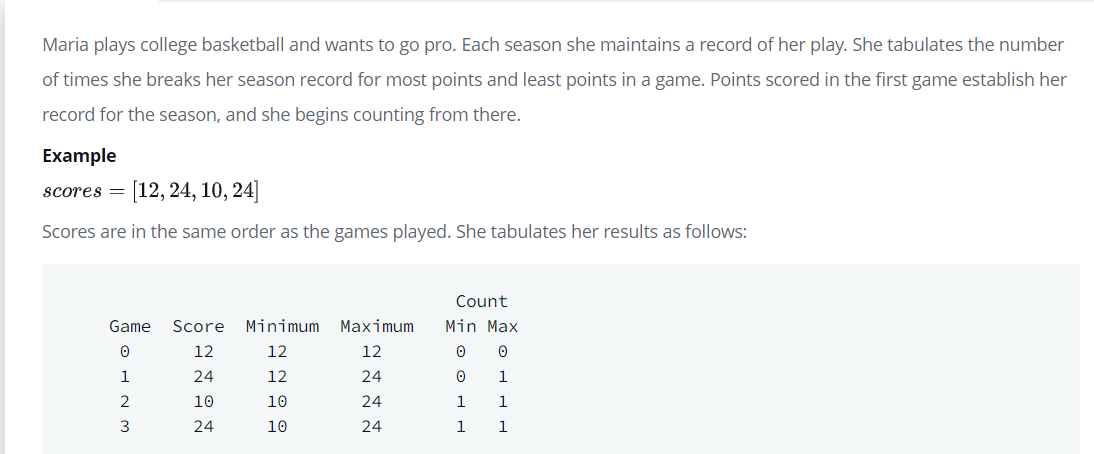 Maria plays college basketball and wants to go pro. Each season she maintains a record of her play. She tabulates the number
of times she breaks her season record for most points and least points in a game. Points scored in the first game establish her
record for the season, and she begins counting from there.
Example
scores = [12, 24, 10, 24]
Scores are in the same order as the games played. She tabulates her results as follows:
Count
Game Score Minimum Maximum Min Max
0 12 12 12 0 0
1 24 12 24 0 1
2 10 10 24 1 1
3 24 10 24 1 1